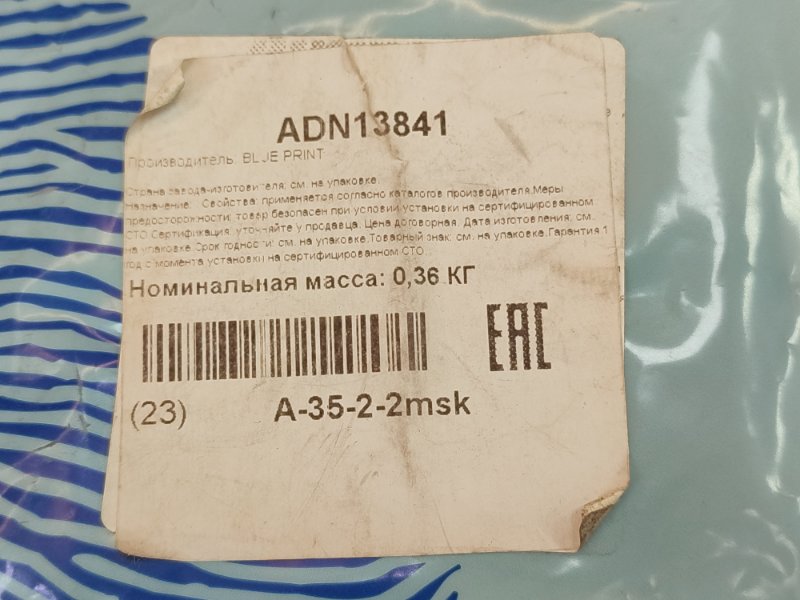 ADN13841
Производитель: BLUE PRINT
Страна завода-изготовителя: см. на упаковке.
Назначение: Свойства: применяется согласно каталогов производителя.Меры
предосторожности: товар безопасен при условии установки на сертифицированном
СТО.Сертификация: уточняйте у продавца. Цена договорная. Дата изготовления: см.
на упаковке.Срок годности: см. на упаковке.Товарный знак: см. на упаковке.Гарантия 1
год с момента установки на сертифицированном СТО.
Номинальная масса: 0,36 КГ
EAC
(23) A-35-2-2msk